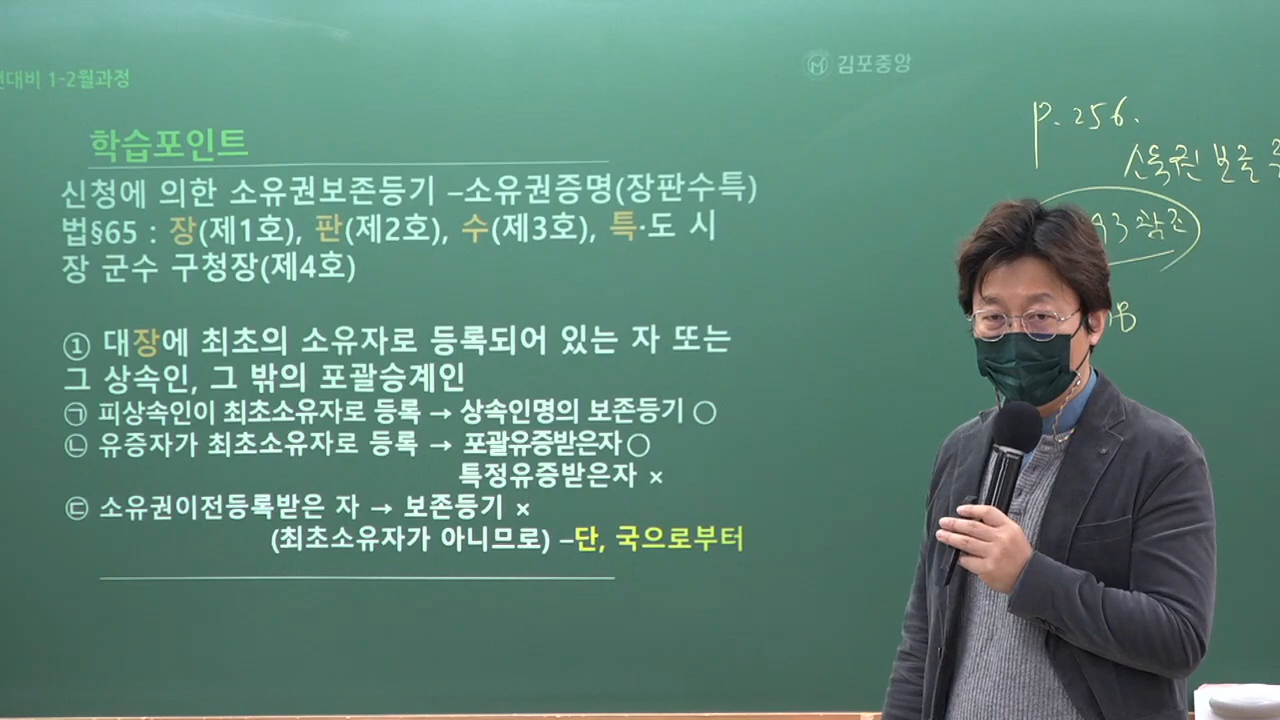 대비 1-2월과정
김포중앙
학습포인트
신청에 의한 소유권보존등기 –소유권증명(장판수특)
법§65 : 장(제1호), 판(제2호), 수(제3호), 특·도 시
장 군수 구청장(제4호)
① 대장에 최초의 소유자로 등록되어 있는 자 또는
그 상속인, 그 밖의 포괄승계인
㉠ 피상속인이 최초소유자로 등록 → 상속인명의 보존등기 ○
㉡ 유증자가 최초소유자로 등록 → 포괄유증받은자 ○
특정유증받은자 ×
㉢ 소유권이전등록받은 자 → 보존등기 ×
(최초소유자가 아니므로) –단, 국으로부터
p. 256.
소유권 보존
93 참조